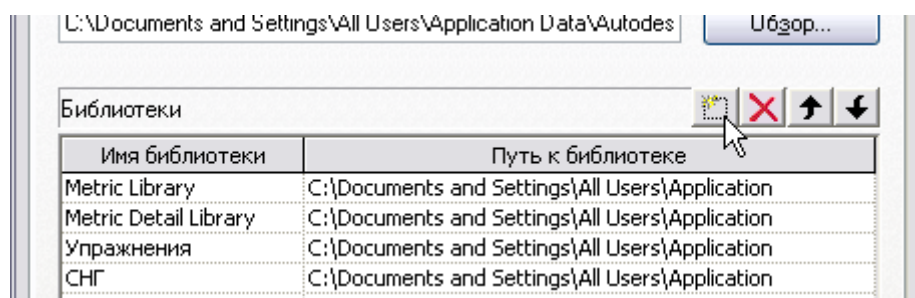 C:\Documents and Settings\All Users\Application Data\Autodes
Обзор...
Библиотеки
Имя библиотеки Путь к библиотеке
Metric Library C:\Documents and Settings\All Users\Application
Metric Detail Library C:\Documents and Settings\All Users\Application
Упражнения C:\Documents and Settings\All Users\Application
СНГ C:\Documents and Settings\All Users\Application